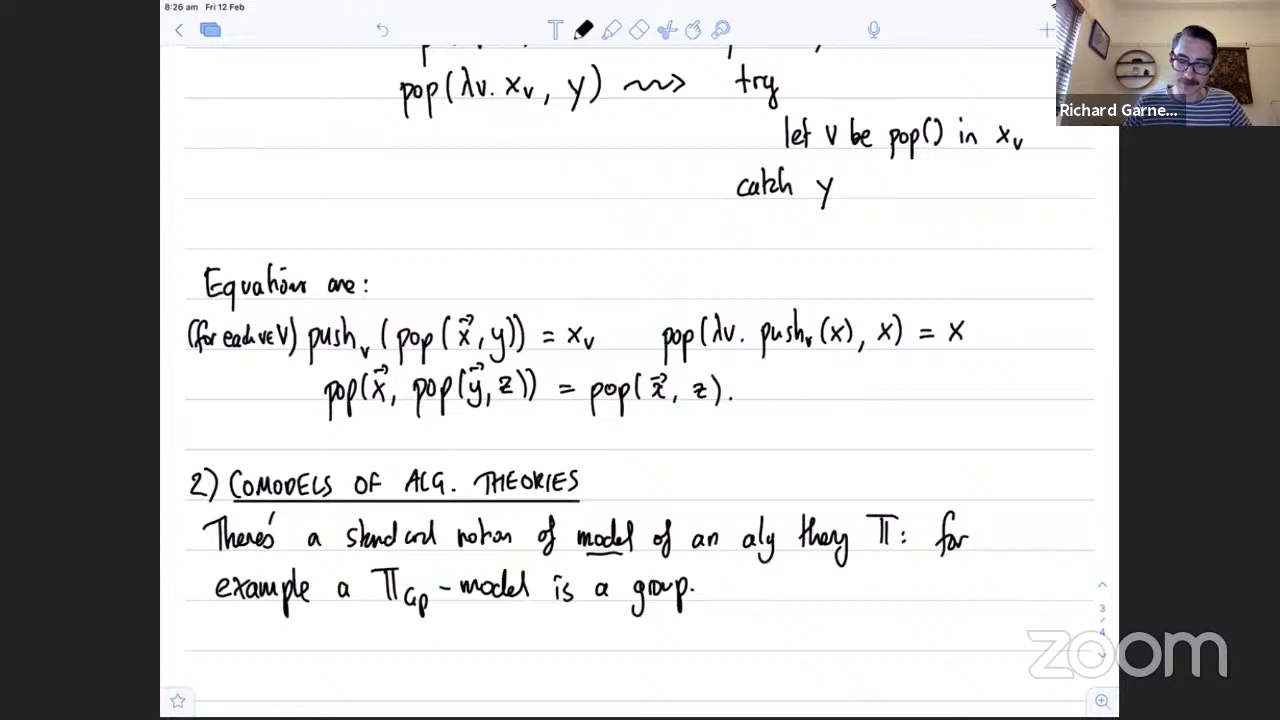 8:26 am Fri 12 Feb
pop(λv. x_v, y) ⇝ try
let v be pop() in x_v
catch y
Richard Garne...
Equations are:
(for each v∈V) push_v (pop(x⃗, y)) = x_v pop(λv. push_v(x), x) = x
pop(x⃗, pop(y⃗, z)) = pop(x⃗, z).
2) COMODELS OF ALG. THEORIES
There's a standard notion of model of an alg theory 𝕋: for
example a 𝕋_Gp-model is a group.
3
/
4
zoom